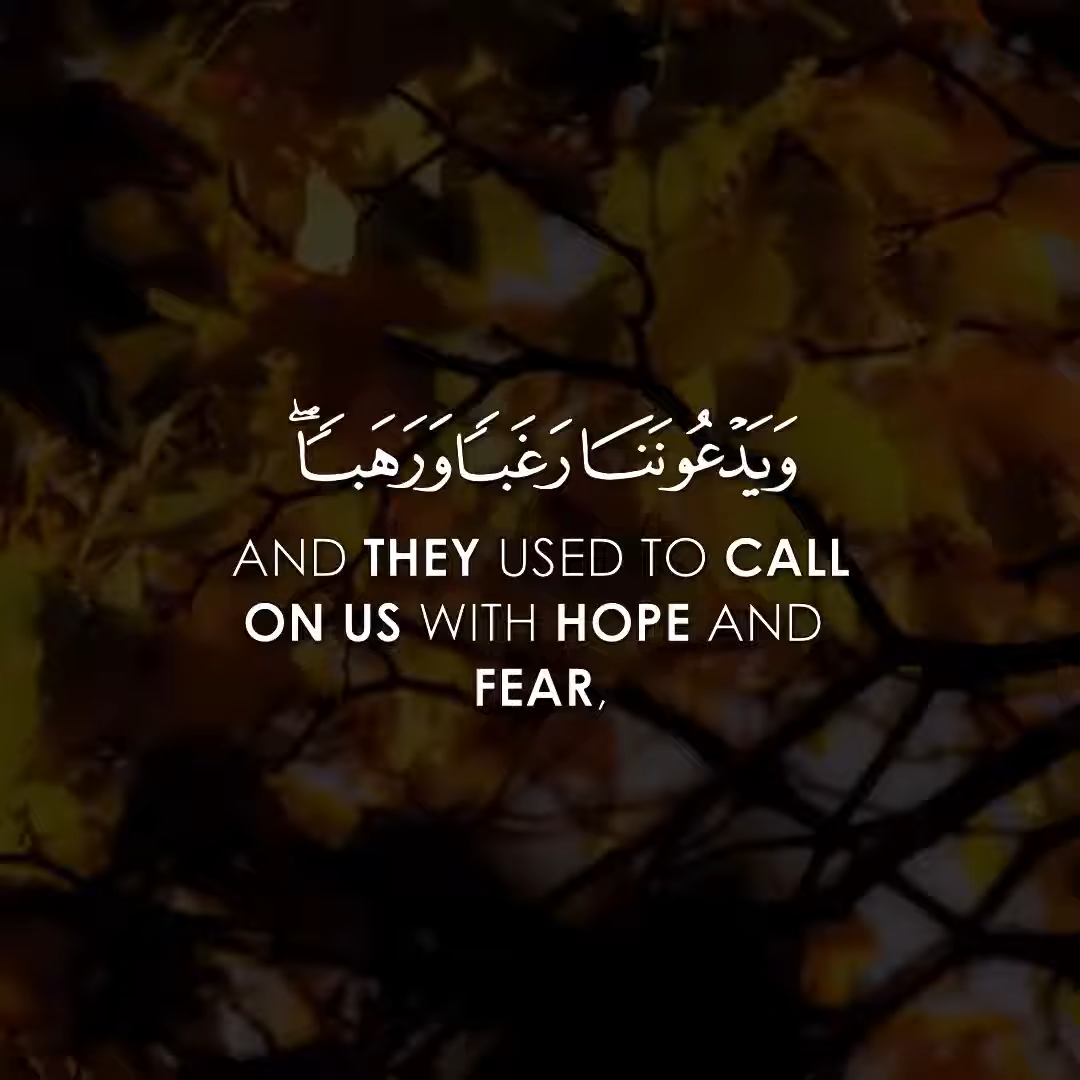 وَيَدْعُونَنَا رَغَبًا وَرَهَبًا ۖ
AND THEY USED TO CALL
ON US WITH HOPE AND
FEAR,